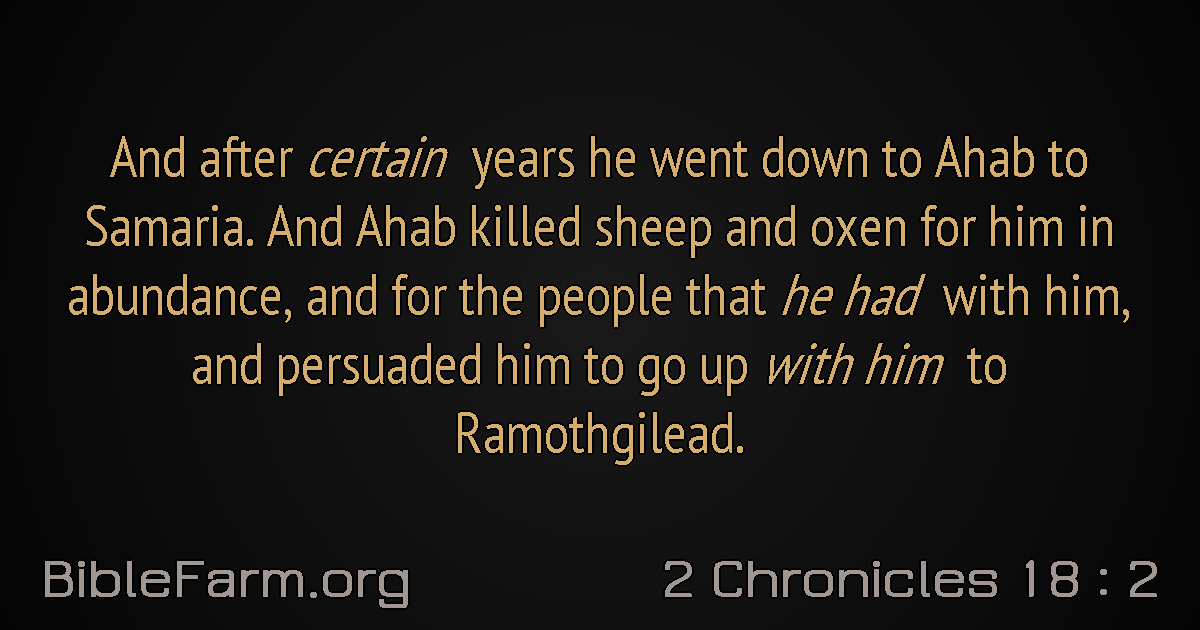 And after certain years he went down to Ahab to
Samaria. And Ahab killed sheep and oxen for him in
abundance, and for the people that he had with him,
and persuaded him to go up with him to
Ramothgilead.
BibleFarm.org
2 Chronicles 18 : 2